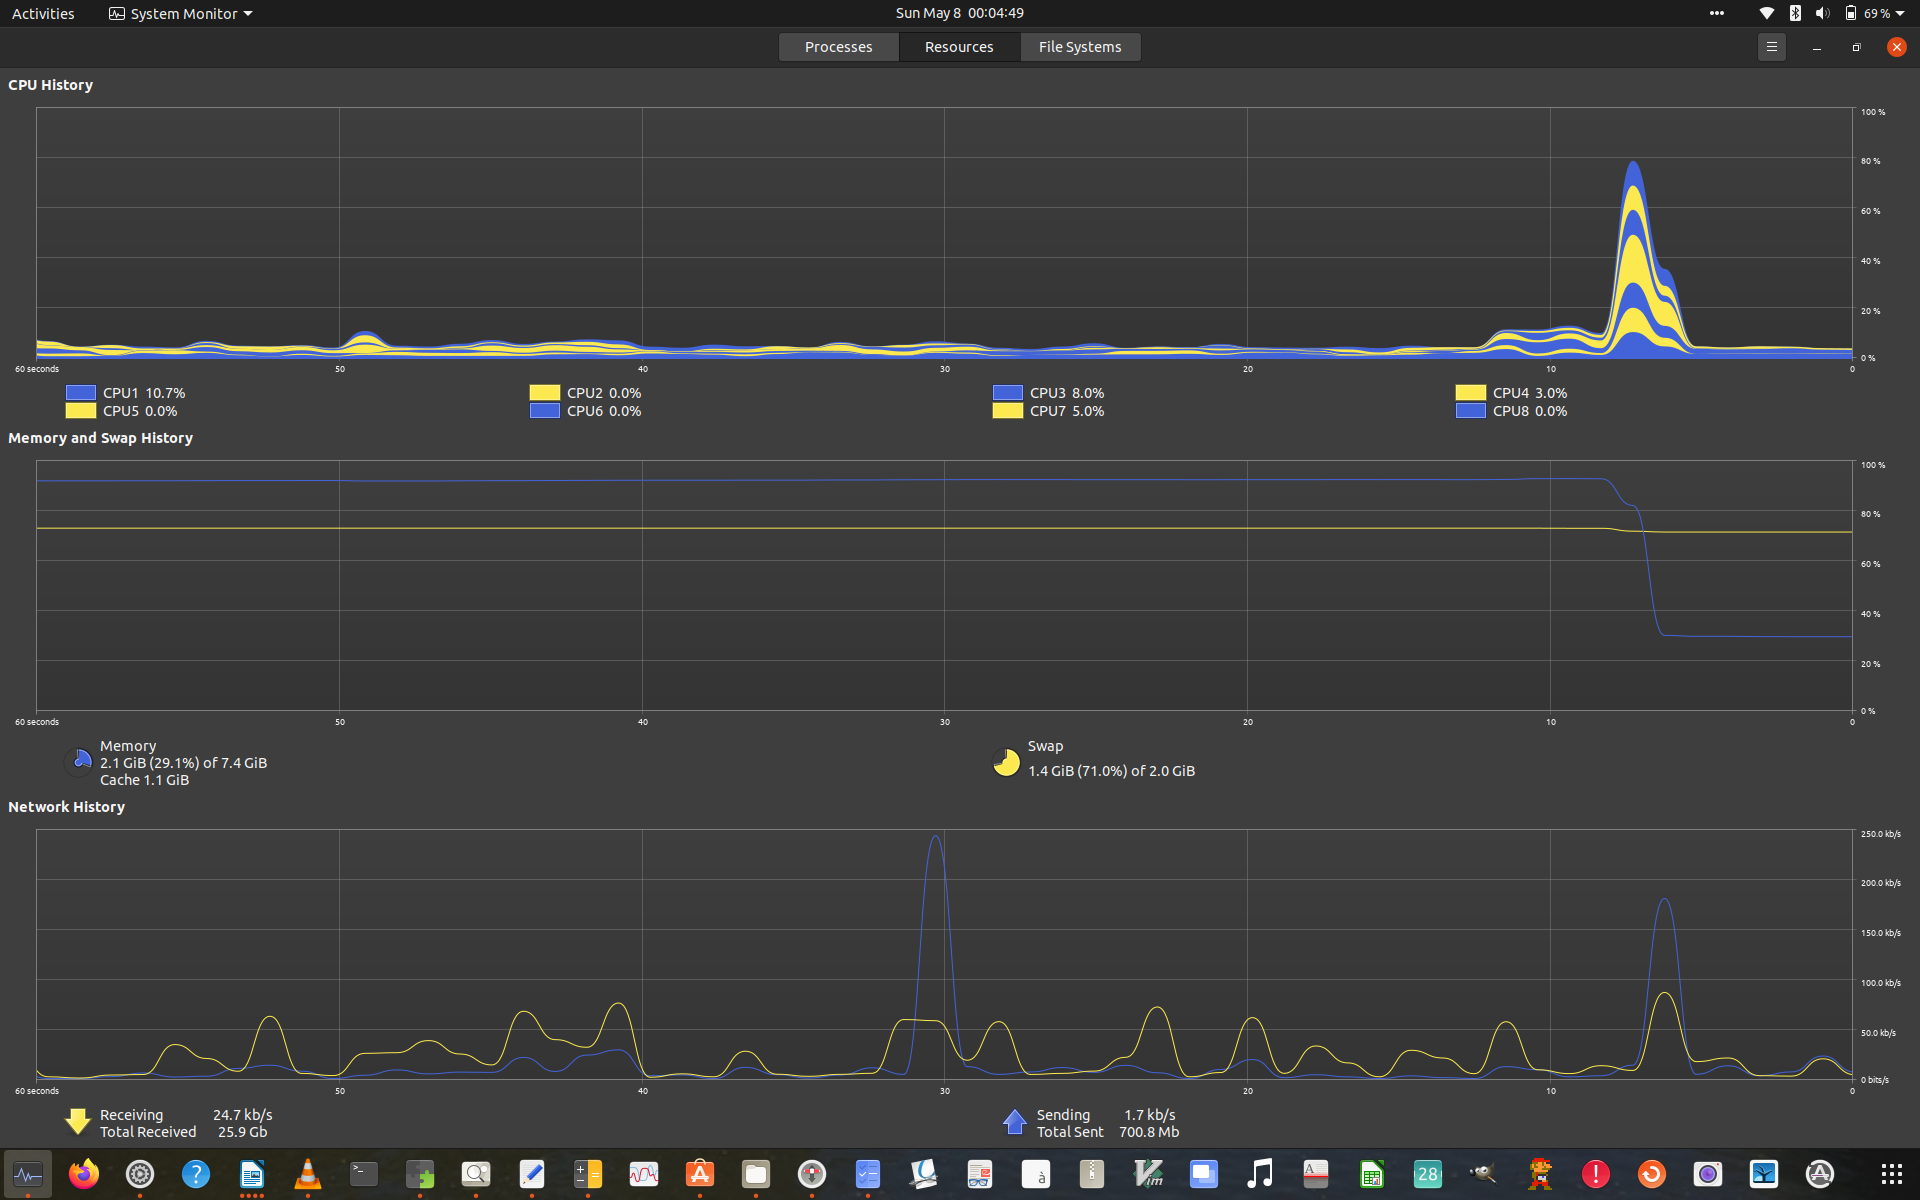 Activities System Monitor Sun May 8 00:04:49 69 %
Processes Resources File Systems
CPU History
100 %
80 %
60 %
40 %
20 %
0 %
60 seconds 50 40 30 20 10 0
CPU1 10.7% CPU2 0.0% CPU3 8.0% CPU4 3.0%
CPU5 0.0% CPU6 0.0% CPU7 5.0% CPU8 0.0%
Memory and Swap History
100 %
80 %
60 %
40 %
20 %
0 %
60 seconds 50 40 30 20 10 0
Memory
2.1 GiB (29.1%) of 7.4 GiB
Cache 1.1 GiB
Swap
1.4 GiB (71.0%) of 2.0 GiB
Network History
250.0 kb/s
200.0 kb/s
150.0 kb/s
100.0 kb/s
50.0 kb/s
0 bits/s
60 seconds 50 40 30 20 10 0
Receiving 24.7 kb/s
Total Received 25.9 Gb
Sending 1.7 kb/s
Total Sent 700.8 Mb
? >_ à Vim A 28 !